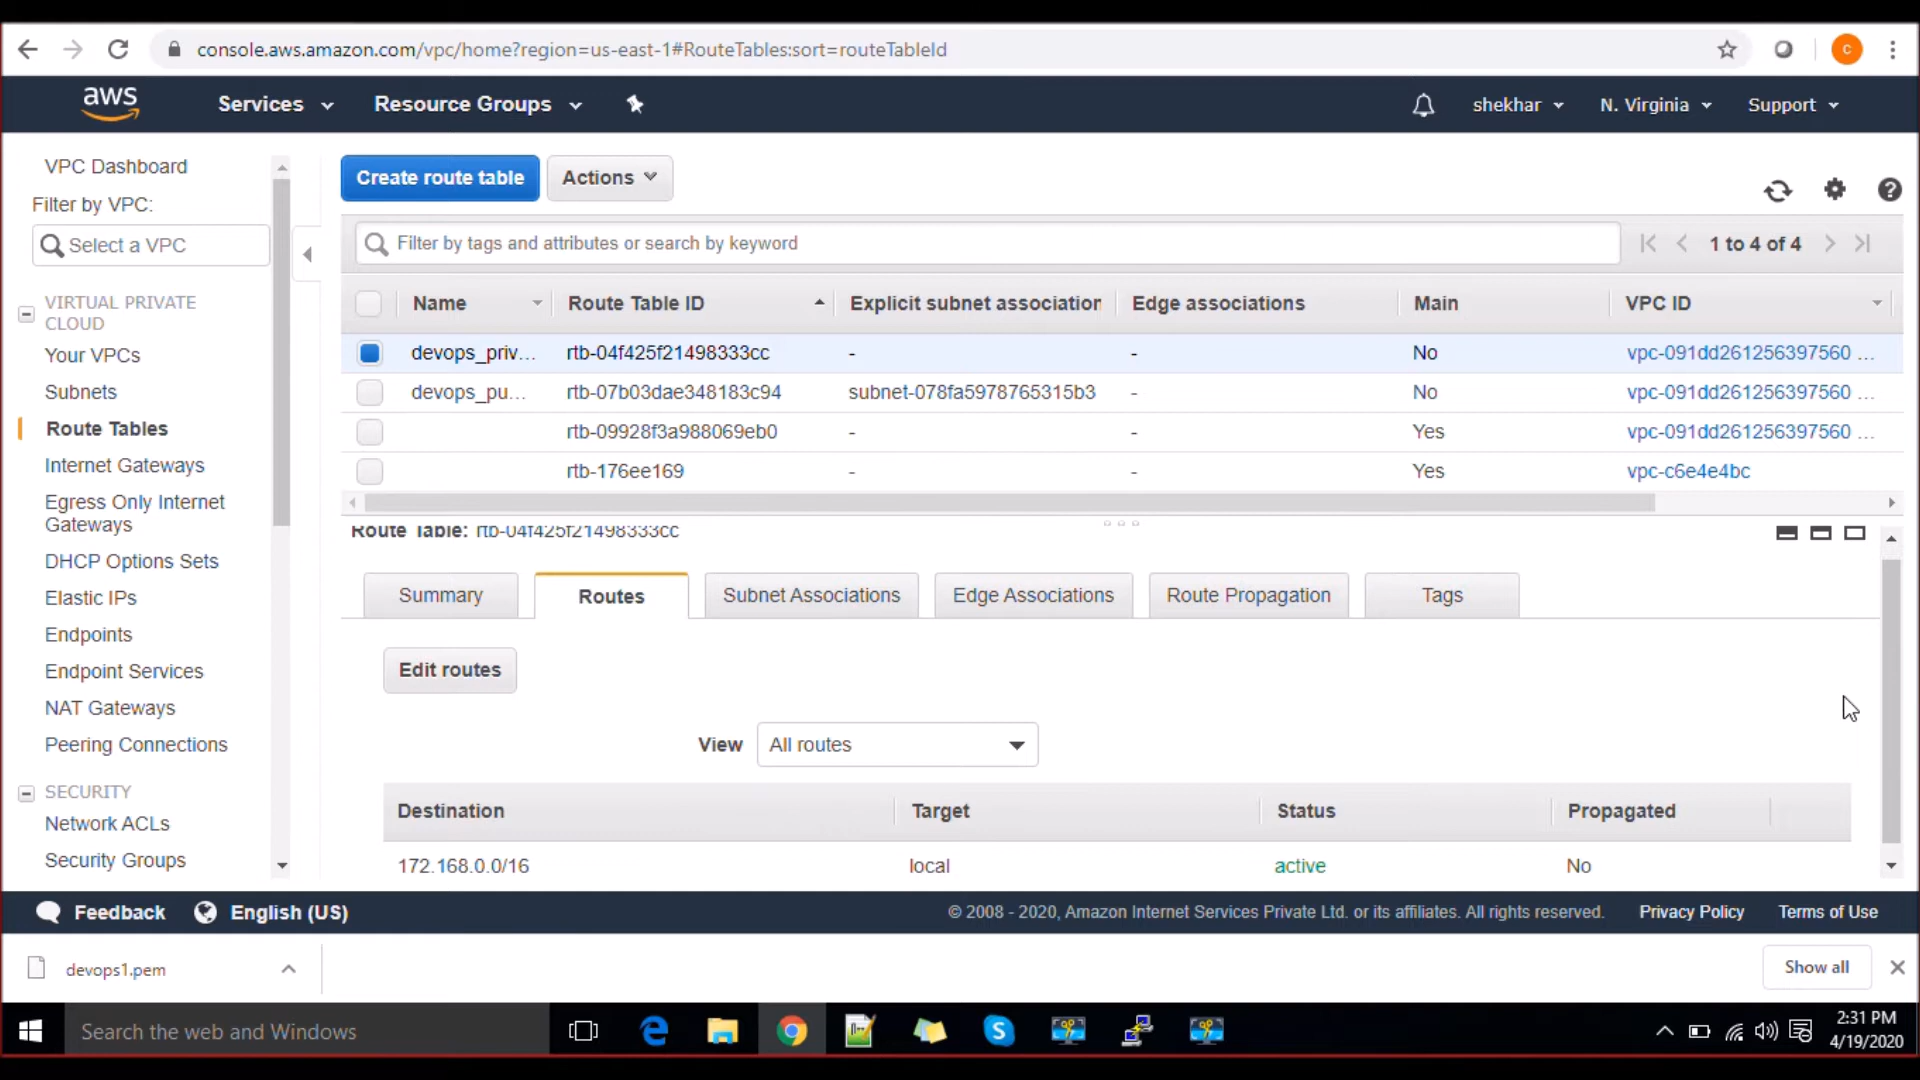 console.aws.amazon.com/vpc/home?region=us-east-1#RouteTables:sort=routeTableId
C
aws
Services
Resource Groups
shekhar
N. Virginia
Support
VPC Dashboard
Filter by VPC:
Select a VPC
VIRTUAL PRIVATE
CLOUD
Your VPCs
Subnets
Route Tables
Internet Gateways
Egress Only Internet
Gateways
DHCP Options Sets
Elastic IPs
Endpoints
Endpoint Services
NAT Gateways
Peering Connections
SECURITY
Network ACLs
Security Groups
Create route table
Actions
Filter by tags and attributes or search by keyword
1 to 4 of 4
Name Route Table ID Explicit subnet association Edge associations Main VPC ID
devops_priv... rtb-04f425f21498333cc - - No vpc-091dd261256397560 ...
devops_pu... rtb-07b03dae348183c94 subnet-078fa5978765315b3 - No vpc-091dd261256397560 ...
rtb-09928f3a988069eb0 - - Yes vpc-091dd261256397560 ...
rtb-176ee169 - - Yes vpc-c6e4e4bc
Route Table: rtb-04f425f21498333cc
Summary
Routes
Subnet Associations
Edge Associations
Route Propagation
Tags
Edit routes
View
All routes
Destination Target Status Propagated
172.168.0.0/16 local active No
Feedback
English (US)
© 2008 - 2020, Amazon Internet Services Private Ltd. or its affiliates. All rights reserved.
Privacy Policy
Terms of Use
devops1.pem
Show all
Search the web and Windows
2:31 PM
4/19/2020